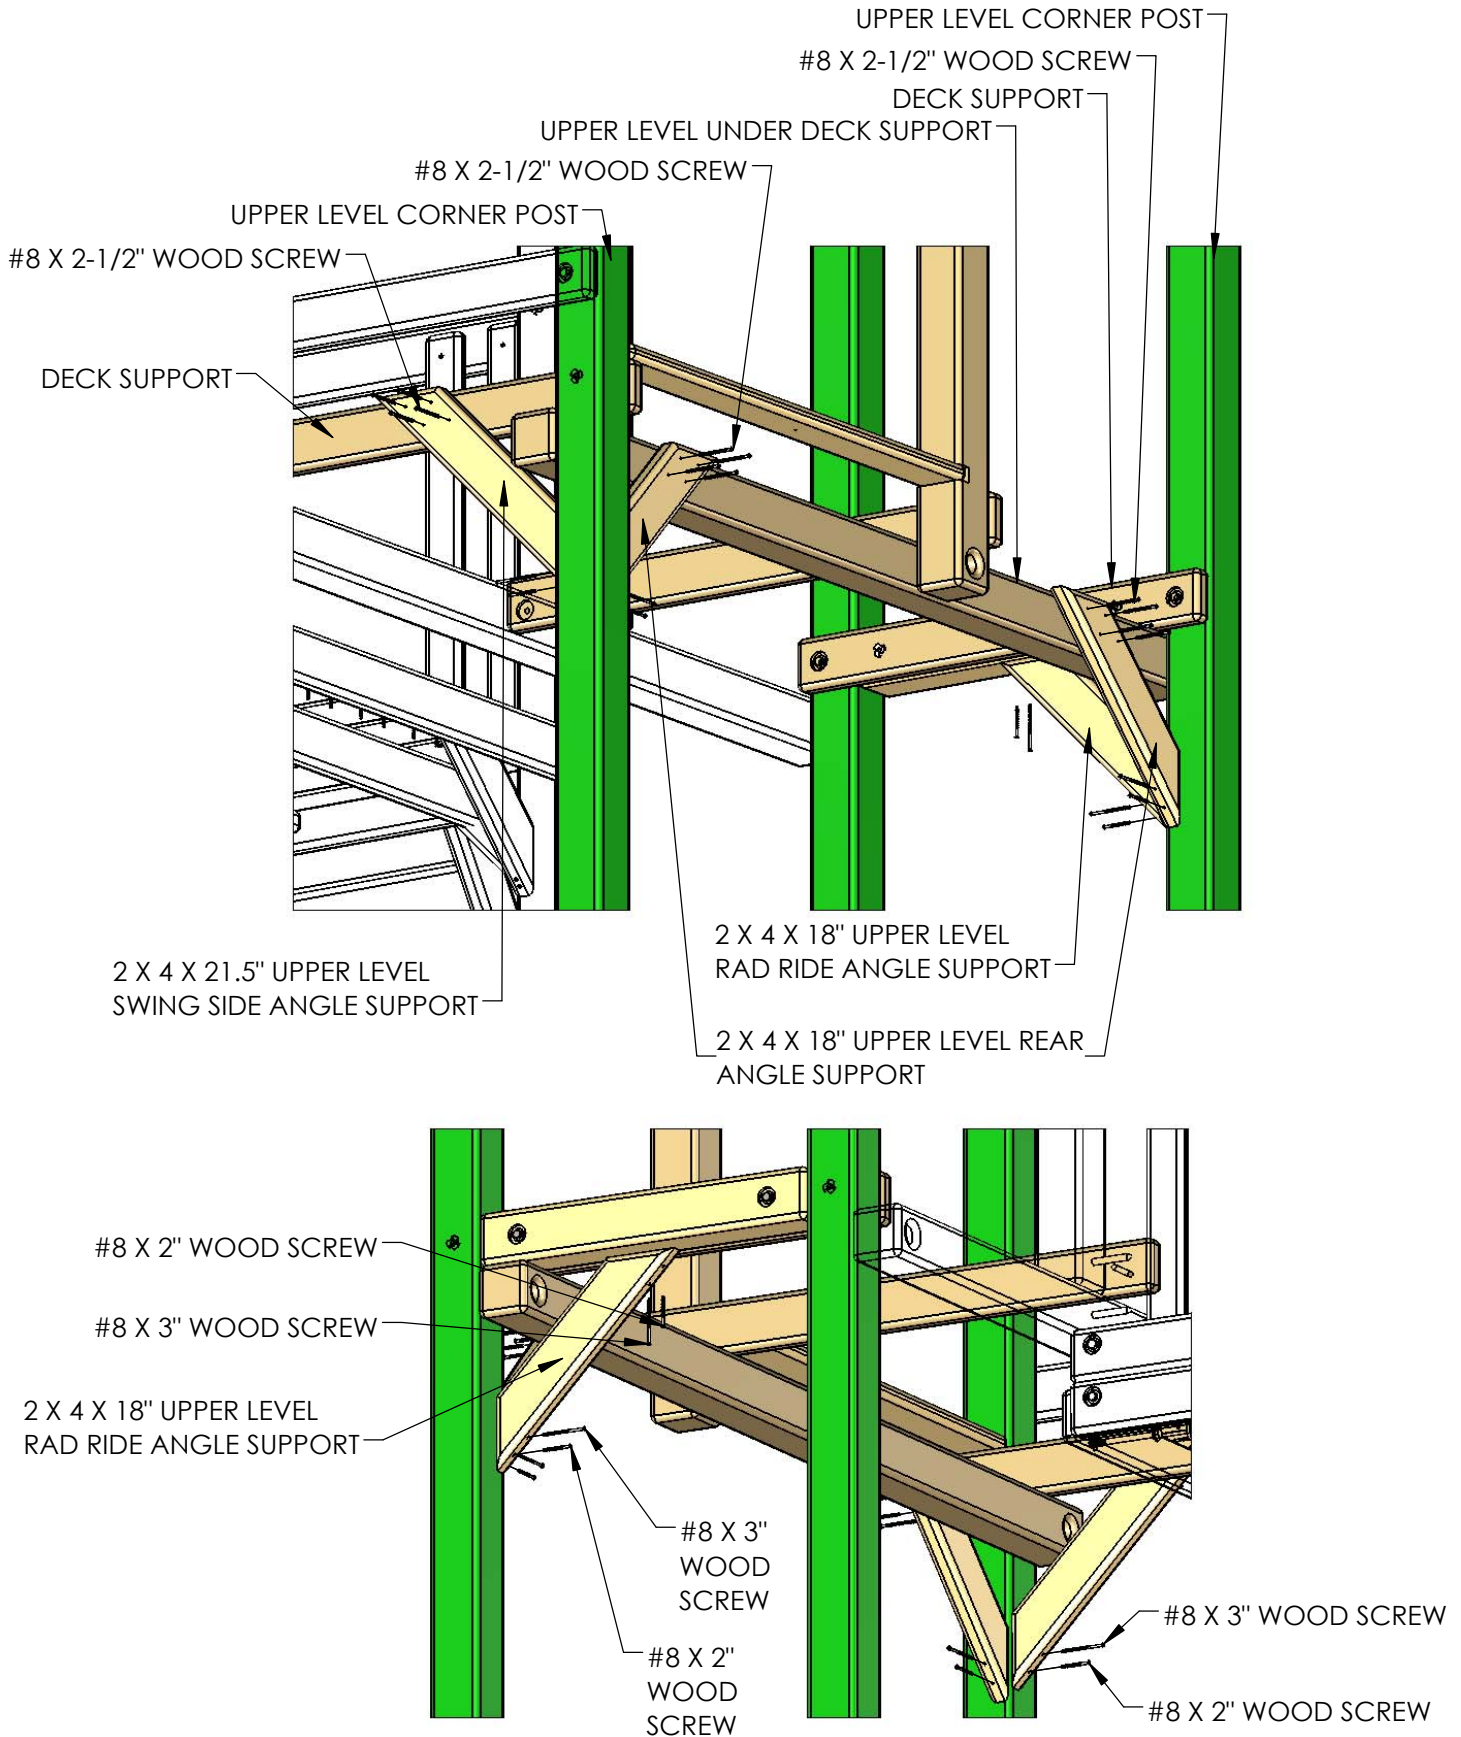 UPPER LEVEL CORNER POST
#8 X 2-1/2" WOOD SCREW
DECK SUPPORT
UPPER LEVEL UNDER DECK SUPPORT
#8 X 2-1/2" WOOD SCREW
UPPER LEVEL CORNER POST
#8 X 2-1/2" WOOD SCREW
DECK SUPPORT
2 X 4 X 18" UPPER LEVEL
RAD RIDE ANGLE SUPPORT
2 X 4 X 21.5" UPPER LEVEL
SWING SIDE ANGLE SUPPORT
2 X 4 X 18" UPPER LEVEL REAR
ANGLE SUPPORT
#8 X 2" WOOD SCREW
#8 X 3" WOOD SCREW
2 X 4 X 18" UPPER LEVEL
RAD RIDE ANGLE SUPPORT
#8 X 3"
WOOD
SCREW
#8 X 2"
WOOD
SCREW
#8 X 3" WOOD SCREW
#8 X 2" WOOD SCREW